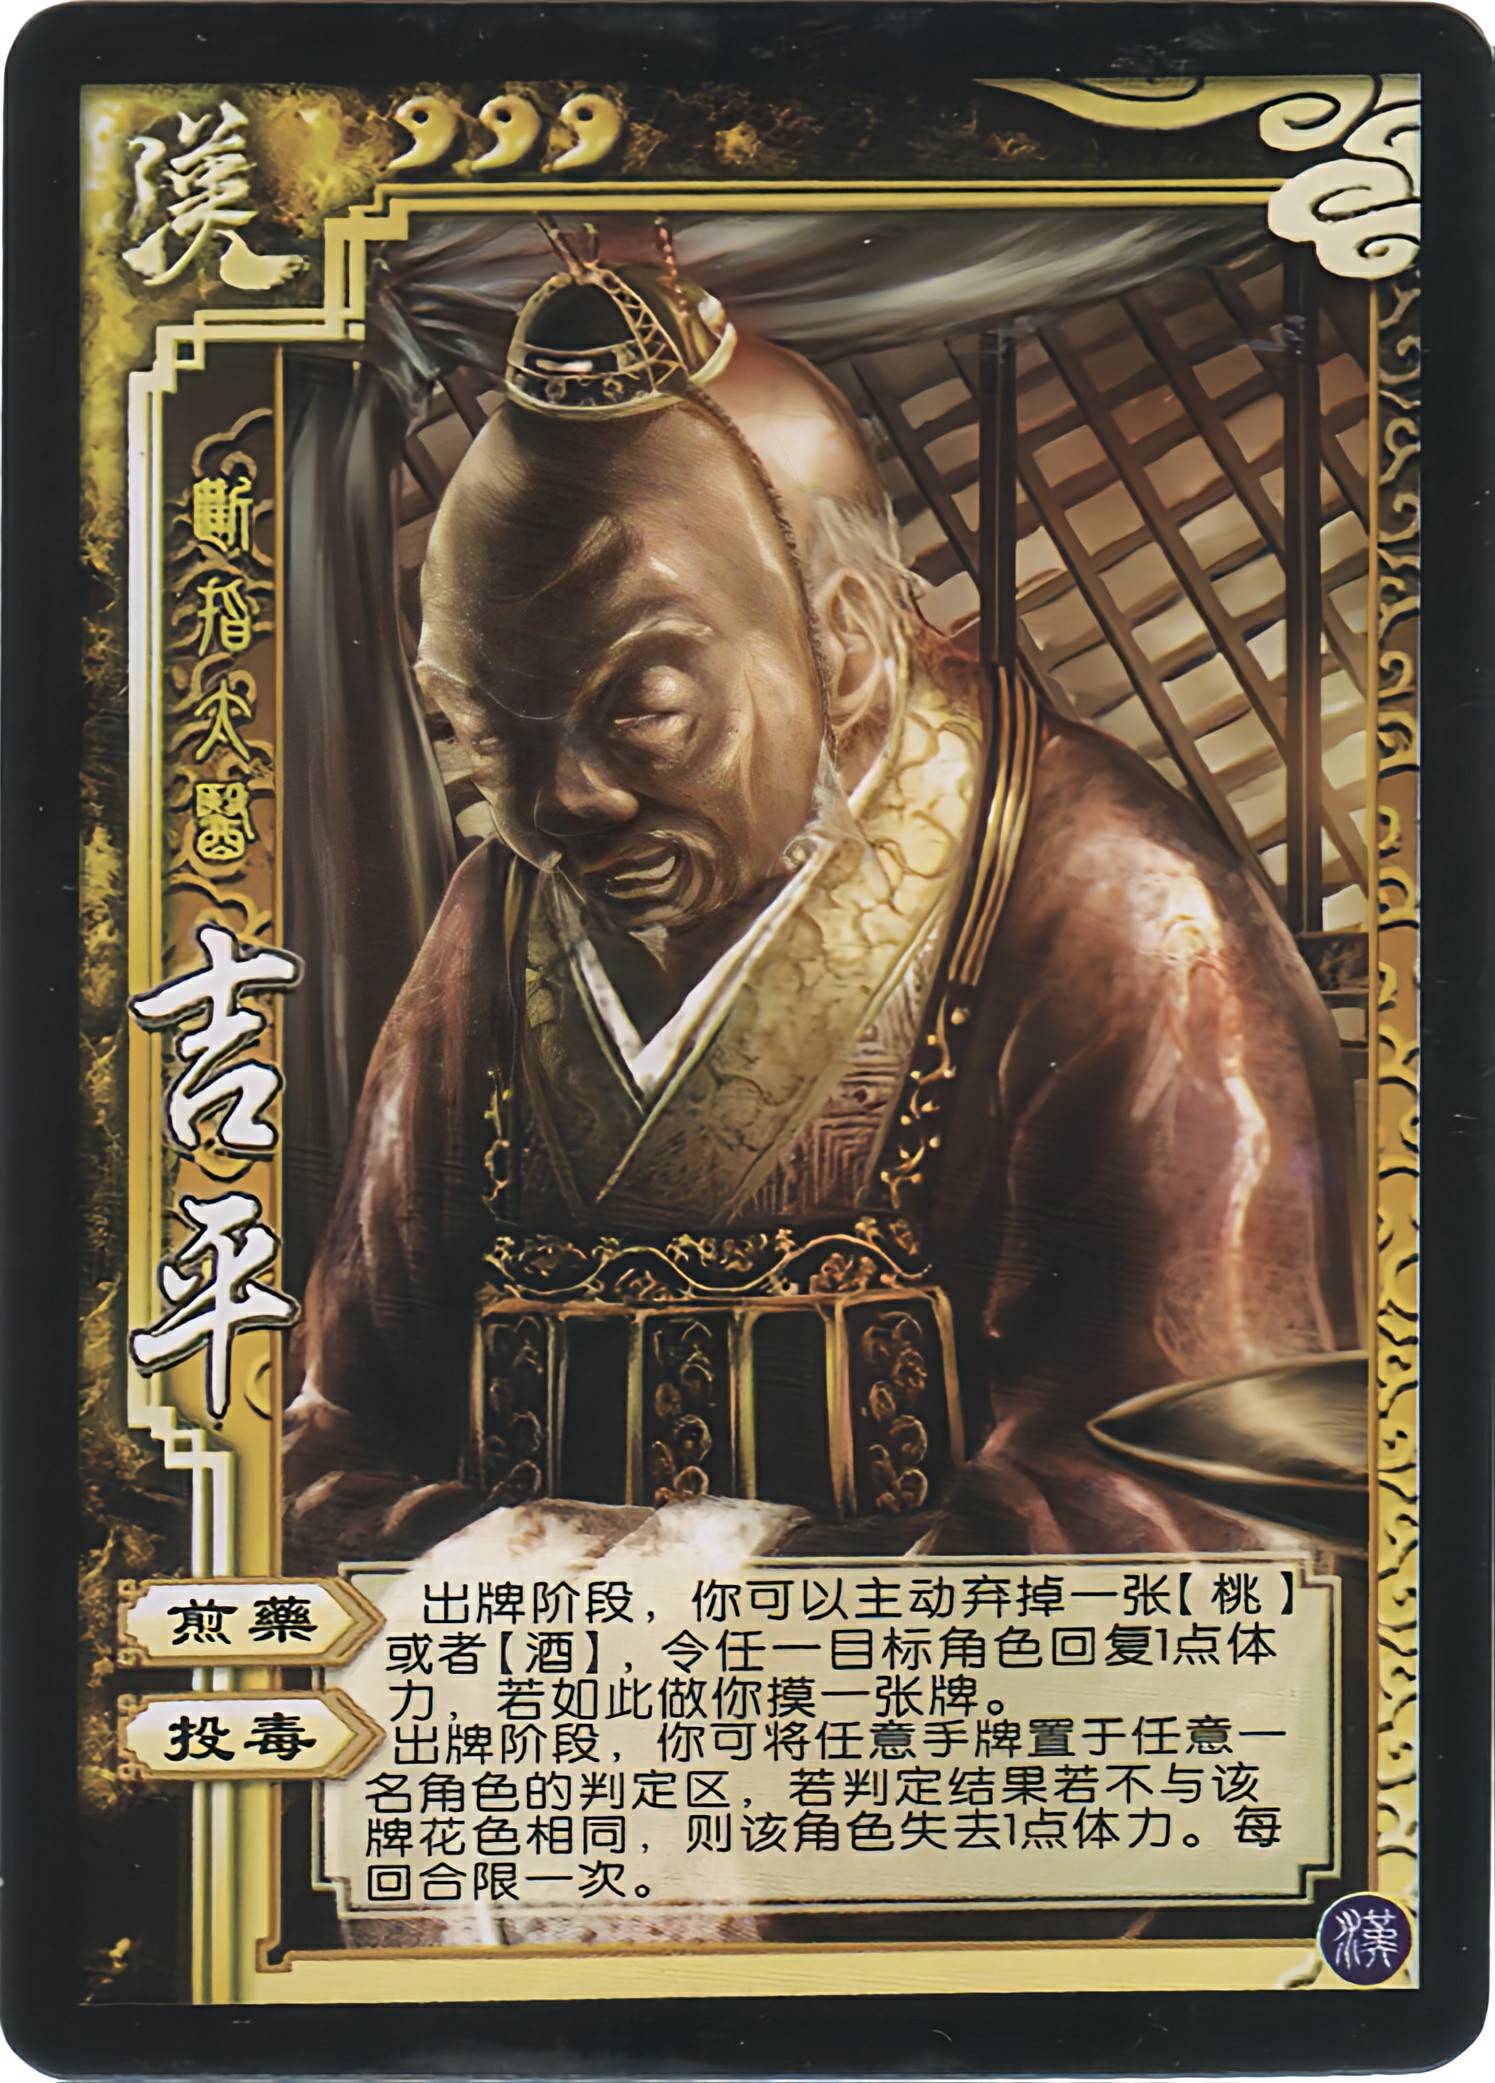 漢
斷指太醫
吉平
煎藥
出牌阶段，你可以主动弃掉一张【桃】
或者【酒】，令任一目标角色回复1点体
力，若如此做你摸一张牌。
投毒
出牌阶段，你可将任意手牌置于任意一
名角色的判定区，若判定结果若不与该
牌花色相同，则该角色失去1点体力。每
回合限一次。
漢